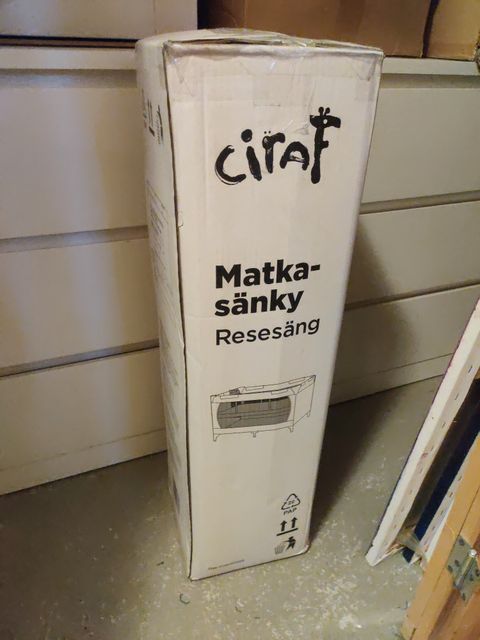 ciraf
Matka-
sänky
Resesäng
PAP